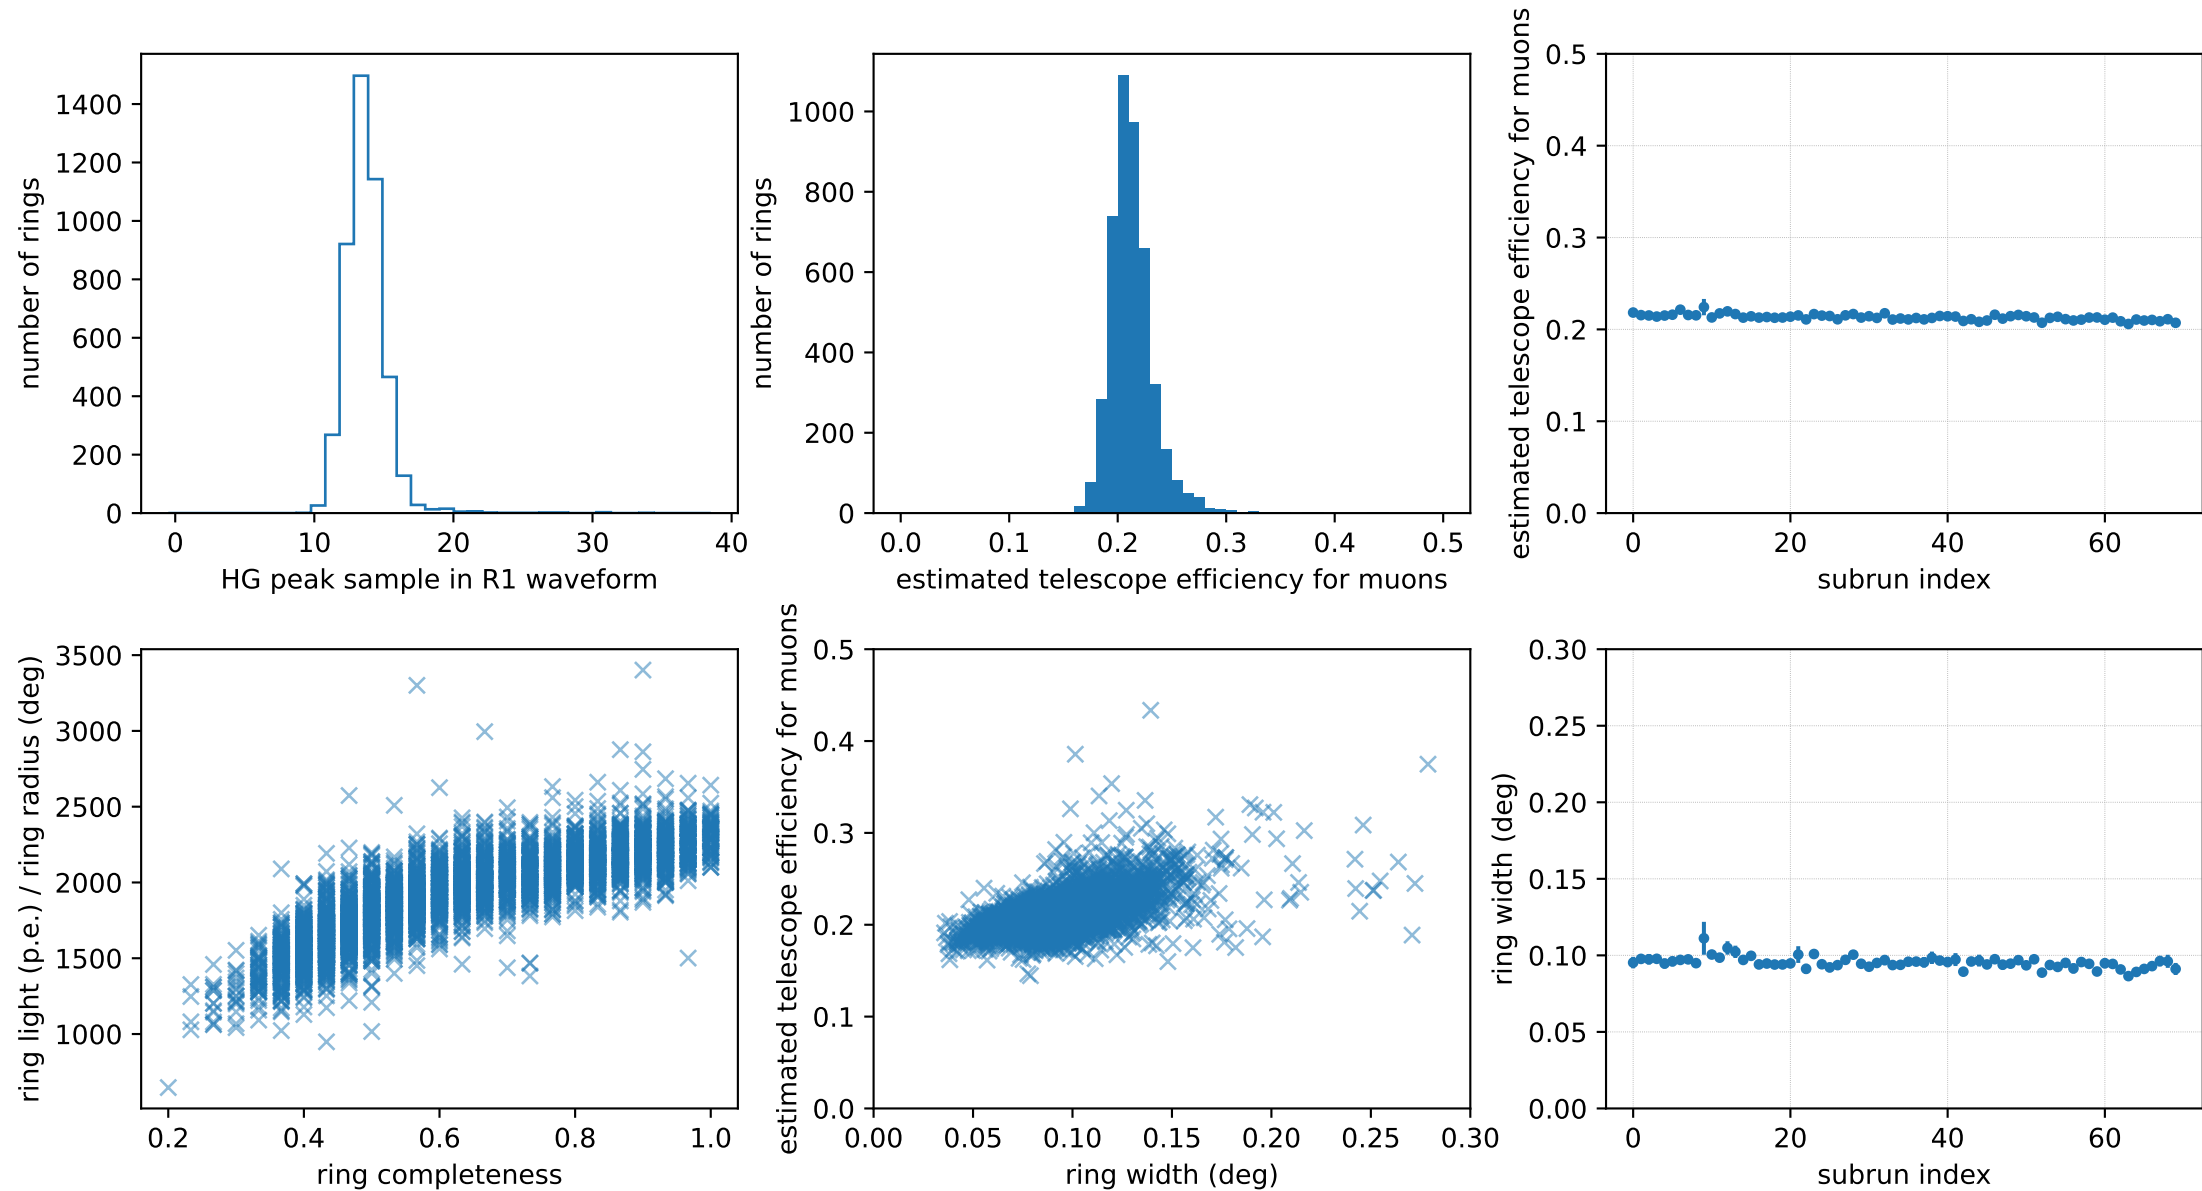 number of rings
1400
1200
1000
800
600
400
200
0
0 10 20 30 40
HG peak sample in R1 waveform
number of rings
1000
800
600
400
200
0
0.0 0.1 0.2 0.3 0.4 0.5
estimated telescope efficiency for muons
estimated telescope efficiency for muons
0.5
0.4
0.3
0.2
0.1
0.0
0 20 40 60
subrun index
ring light (p.e.) / ring radius (deg)
3500
3000
2500
2000
1500
1000
0.2 0.4 0.6 0.8 1.0
ring completeness
estimated telescope efficiency for muons
0.5
0.4
0.3
0.2
0.1
0.0
0.00 0.05 0.10 0.15 0.20 0.25 0.30
ring width (deg)
ring width (deg)
0.30
0.25
0.20
0.15
0.10
0.05
0.00
0 20 40 60
subrun index